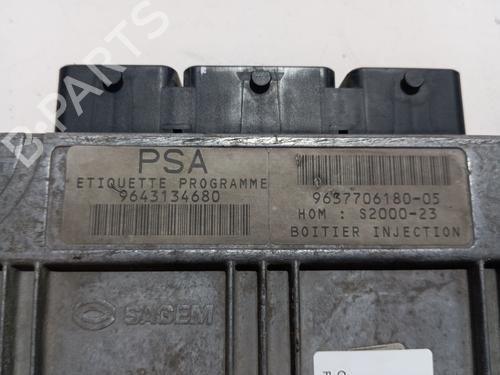 B-PARTS
PSA
ETIQUETTE PROGRAMME
9643134680
9637706180-05
HOM : S2000-23
BOITIER INJECTION
SAGEM